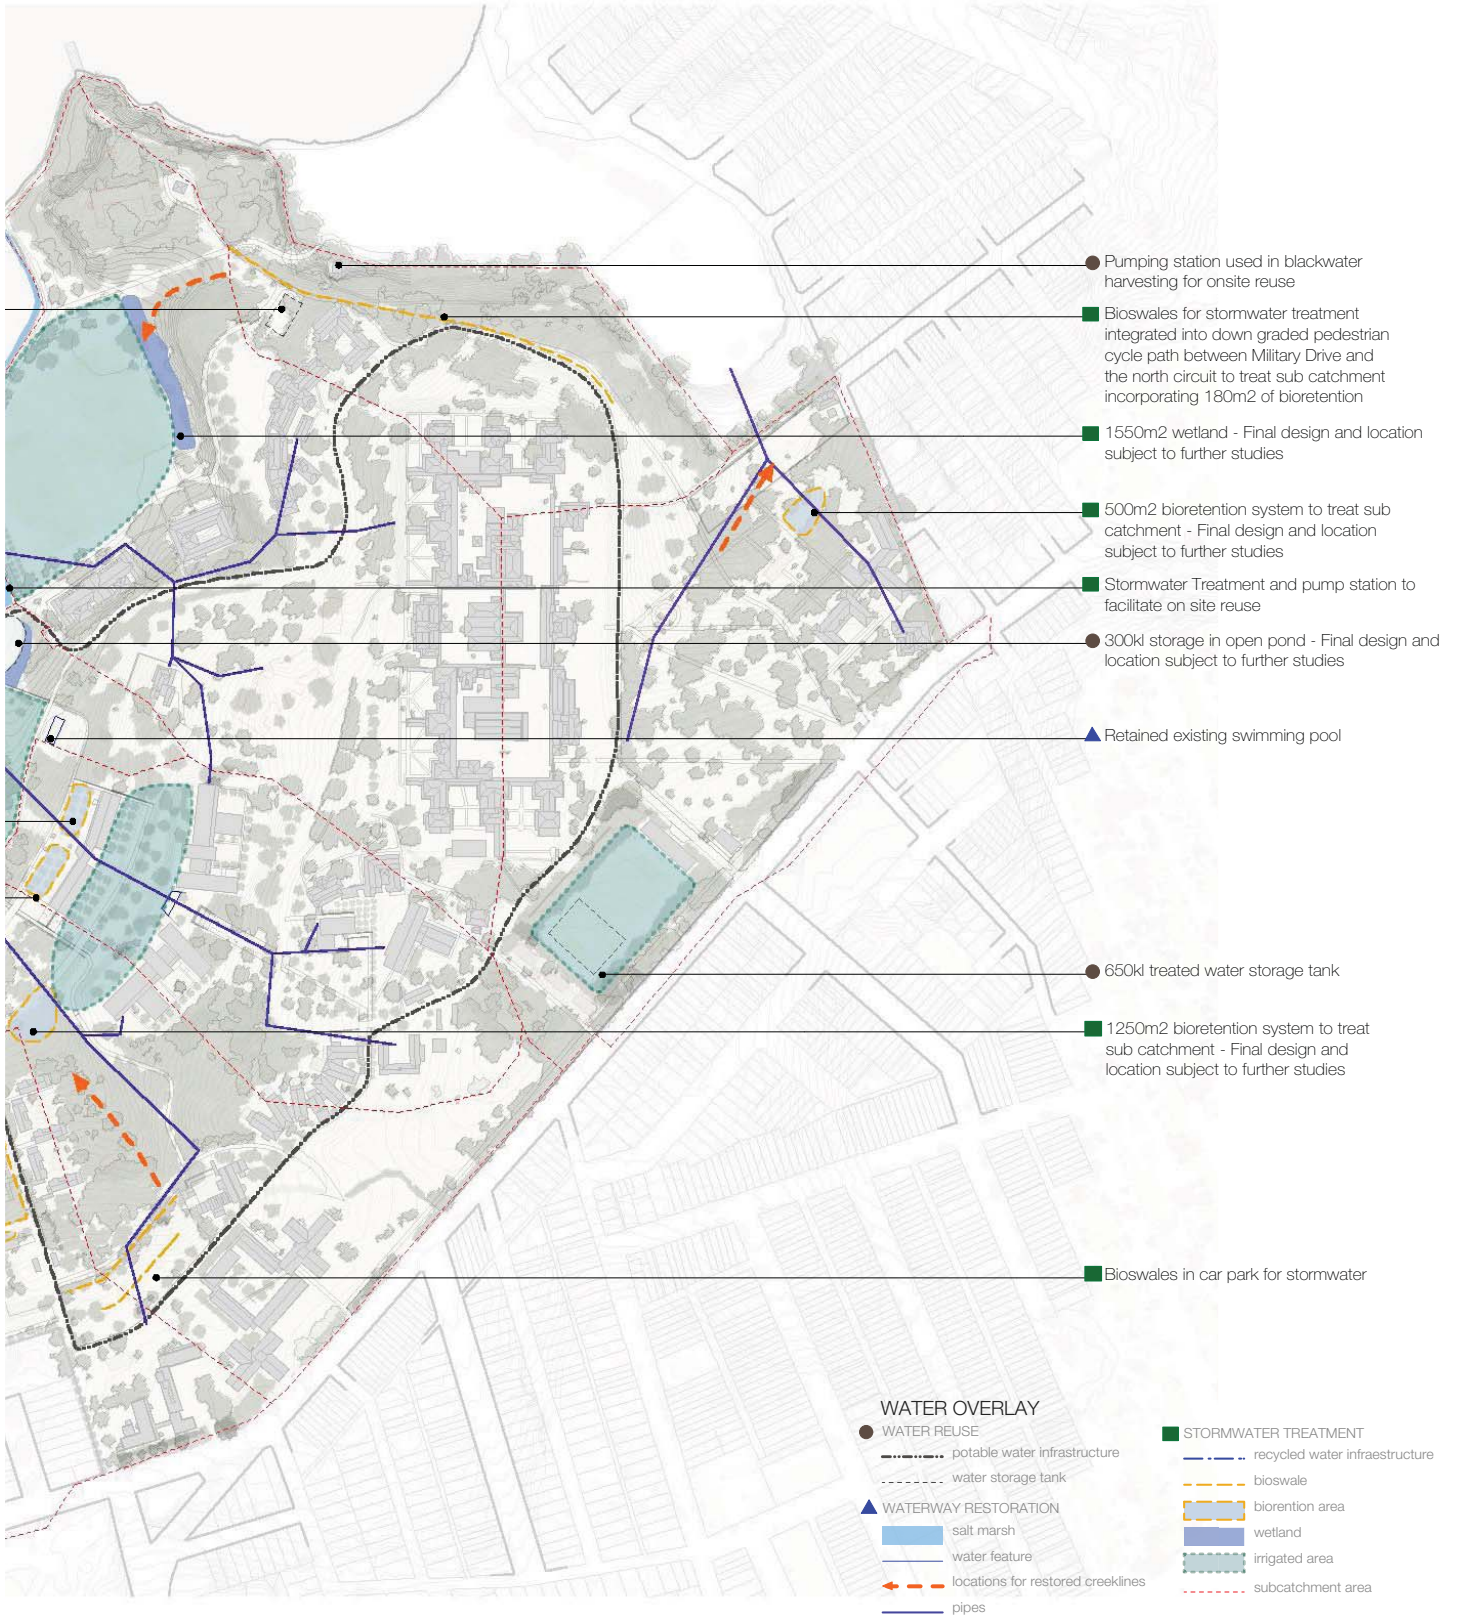 Pumping station used in blackwater
harvesting for onsite reuse
Bioswales for stormwater treatment
integrated into down graded pedestrian
cycle path between Military Drive and
the north circuit to treat sub catchment
incorporating 180m2 of bioretention
1550m2 wetland - Final design and location
subject to further studies
500m2 bioretention system to treat sub
catchment - Final design and location
subject to further studies
Stormwater Treatment and pump station to
facilitate on site reuse
300kl storage in open pond - Final design and
location subject to further studies
Retained existing swimming pool
650kl treated water storage tank
1250m2 bioretention system to treat
sub catchment - Final design and
location subject to further studies
Bioswales in car park for stormwater
WATER OVERLAY
WATER REUSE
potable water infrastructure
water storage tank
WATERWAY RESTORATION
salt marsh
water feature
locations for restored creeklines
pipes
STORMWATER TREATMENT
recycled water infraestructure
bioswale
biorention area
wetland
irrigated area
subcatchment area